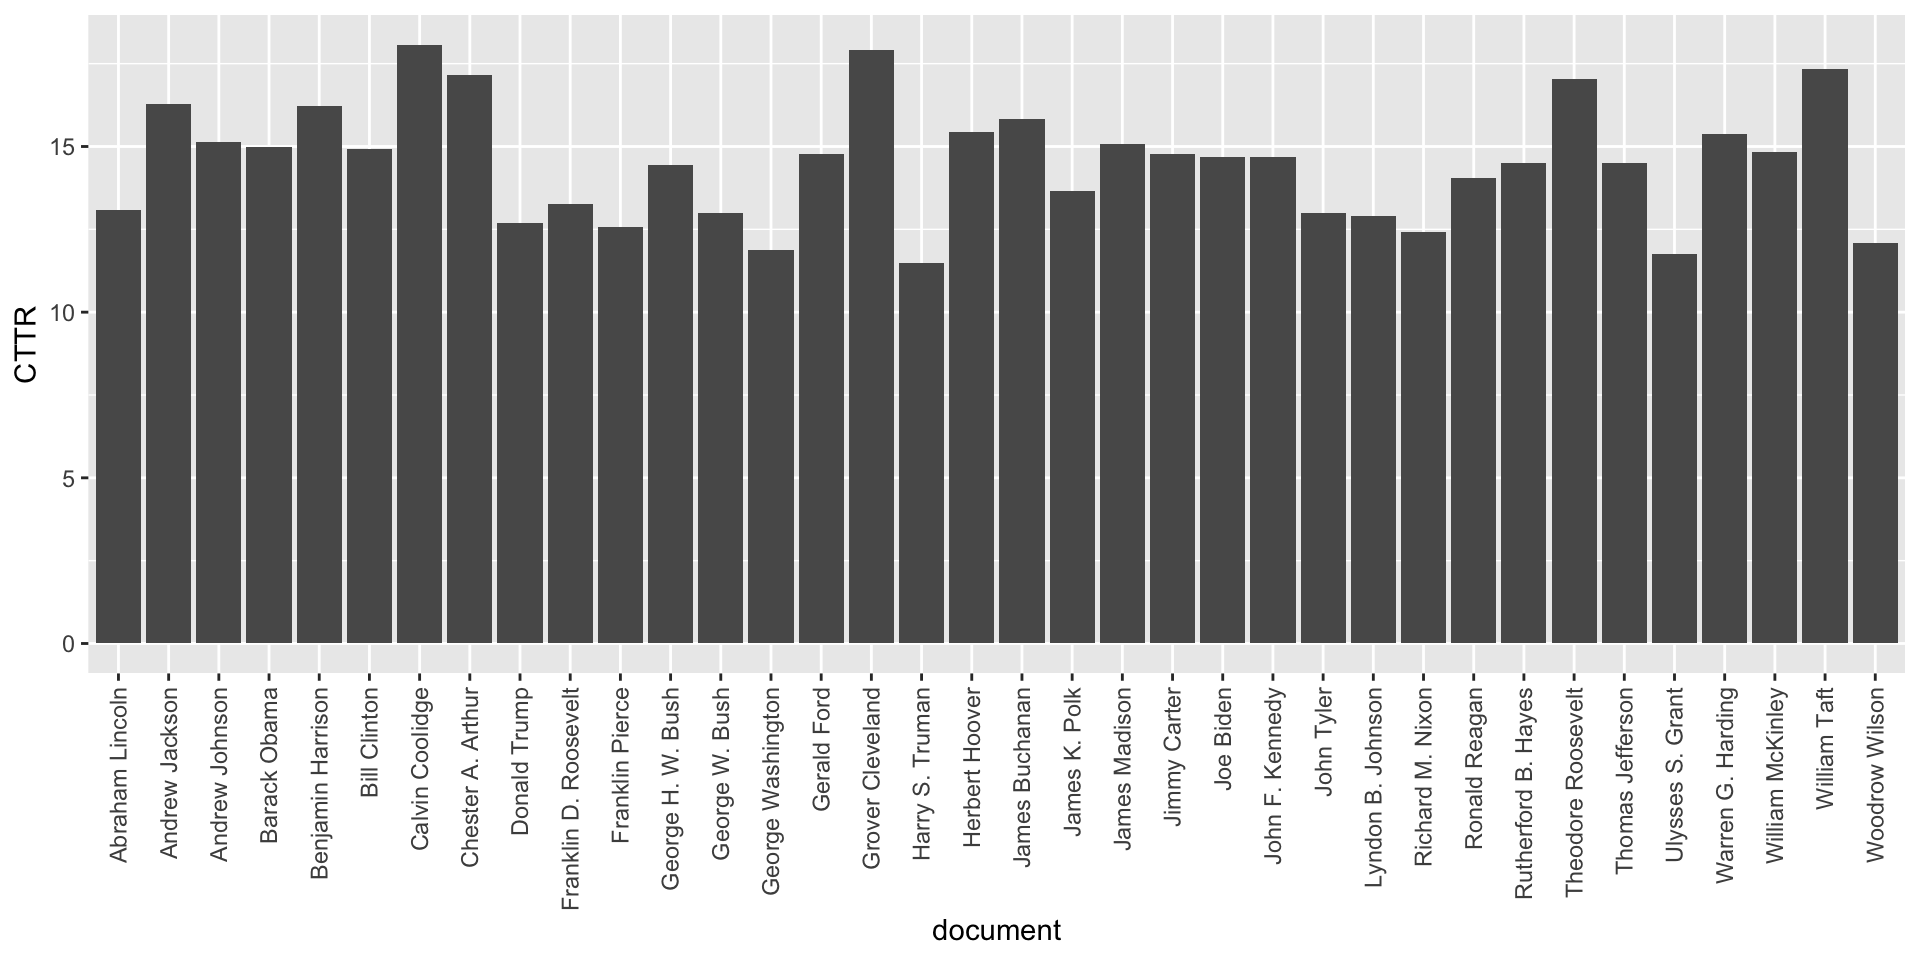 CTTR
15
10
5
0
Abraham Lincoln
Andrew Jackson
Andrew Johnson
Barack Obama
Benjamin Harrison
Bill Clinton
Calvin Coolidge
Chester A. Arthur
Donald Trump
Franklin D. Roosevelt
Franklin Pierce
George H. W. Bush
George W. Bush
George Washington
Gerald Ford
Grover Cleveland
Harry S. Truman
Herbert Hoover
James Buchanan
James K. Polk
James Madison
Jimmy Carter
Joe Biden
John F. Kennedy
John Tyler
Lyndon B. Johnson
Richard M. Nixon
Ronald Reagan
Rutherford B. Hayes
Theodore Roosevelt
Thomas Jefferson
Ulysses S. Grant
Warren G. Harding
William McKinley
William Taft
Woodrow Wilson
document